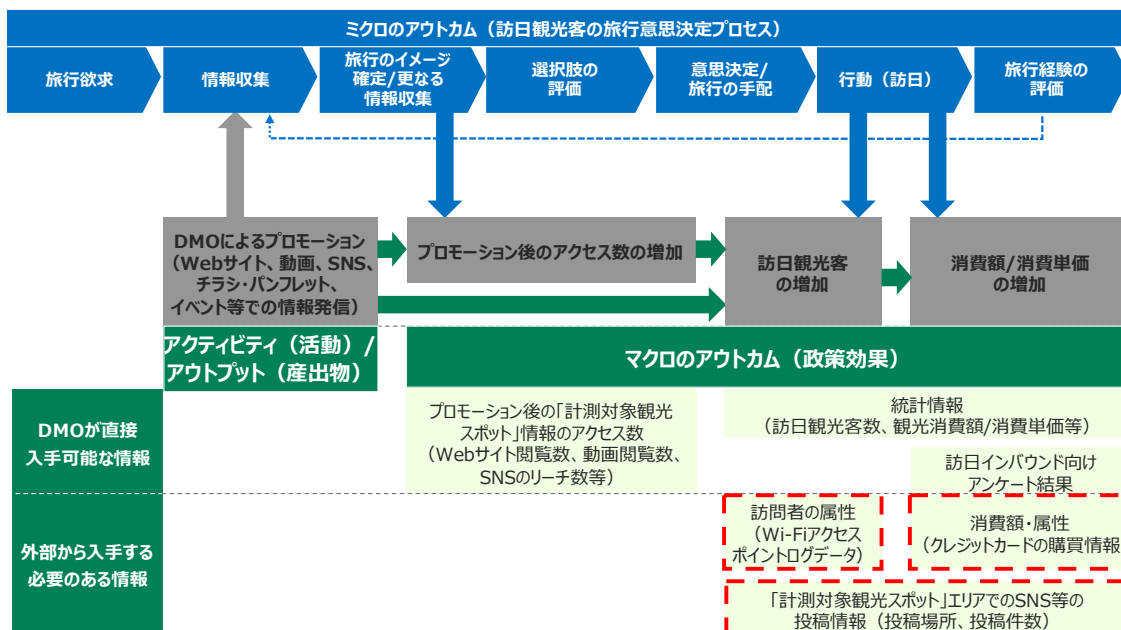 ミクロのアウトカム（訪日観光客の旅行意思決定プロセス）
旅行欲求
情報収集
旅行のイメージ
確定/更なる
情報収集
選択肢の
評価
意思決定/
旅行の手配
行動（訪日）
旅行経験の
評価
DMOによるプロモーション
（Webサイト、動画、SNS、
チラシ・パンフレット、
イベント等での情報発信）
プロモーション後のアクセス数の増加
訪日観光客
の増加
消費額/消費単価
の増加
アクティビティ（活動）/
アウトプット（産出物）
マクロのアウトカム（政策効果）
DMOが直接
入手可能な情報
プロモーション後の「計測対象観光
スポット」情報のアクセス数
（Webサイト閲覧数、動画閲覧数、
SNSのリーチ数等）
統計情報
（訪日観光客数、観光消費額/消費単価等）
訪日インバウンド向け
アンケート結果
外部から入手する
必要のある情報
訪問者の属性
（Wi-Fiアクセス
ポイントログデータ）
消費額・属性
（クレジットカードの購買情報
「計測対象観光スポット」エリアでのSNS等の
投稿情報（投稿場所、投稿件数）